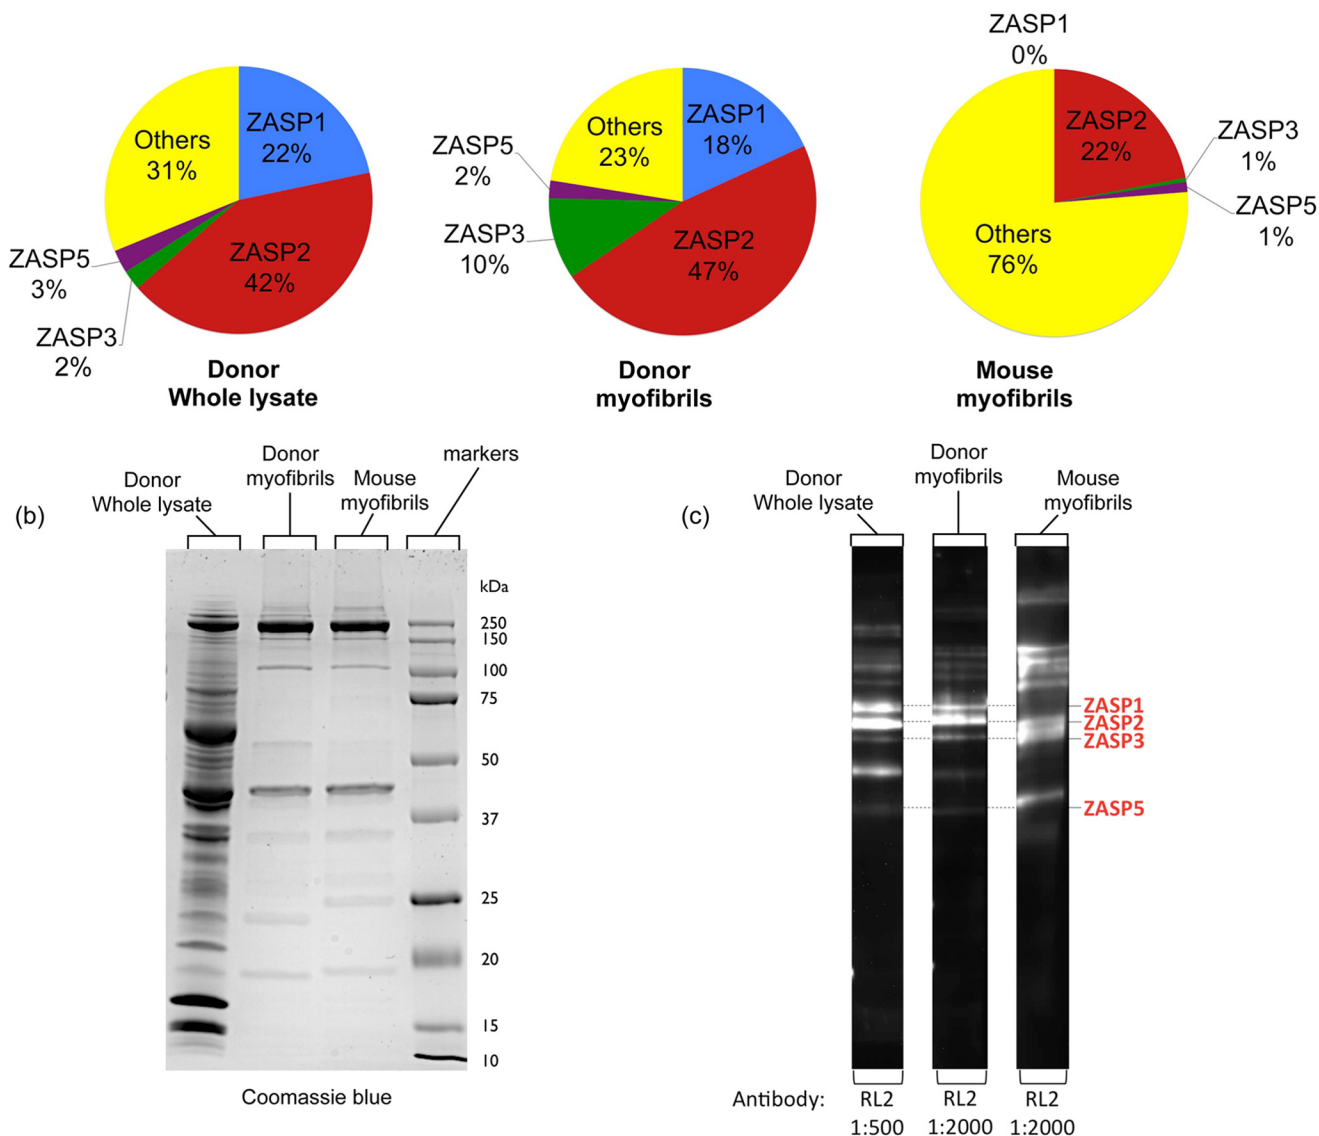 Others
31%
ZASP1
22%
ZASP2
42%
ZASP5
3%
ZASP3
2%
Donor
Whole lysate
Others
23%
ZASP1
18%
ZASP5
2%
ZASP3
10%
ZASP2
47%
Donor
myofibrils
ZASP1
0%
ZASP2
22%
ZASP3
1%
ZASP5
1%
Others
76%
Mouse
myofibrils
(b)
Donor
Whole lysate
Donor
myofibrils
Mouse
myofibrils
markers
kDa
250
150
100
75
50
37
25
20
15
10
Coomassie blue
(c)
Donor
Whole lysate
Donor
myofibrils
Mouse
myofibrils
ZASP1
ZASP2
ZASP3
ZASP5
Antibody:
RL2
1:500
RL2
1:2000
RL2
1:2000